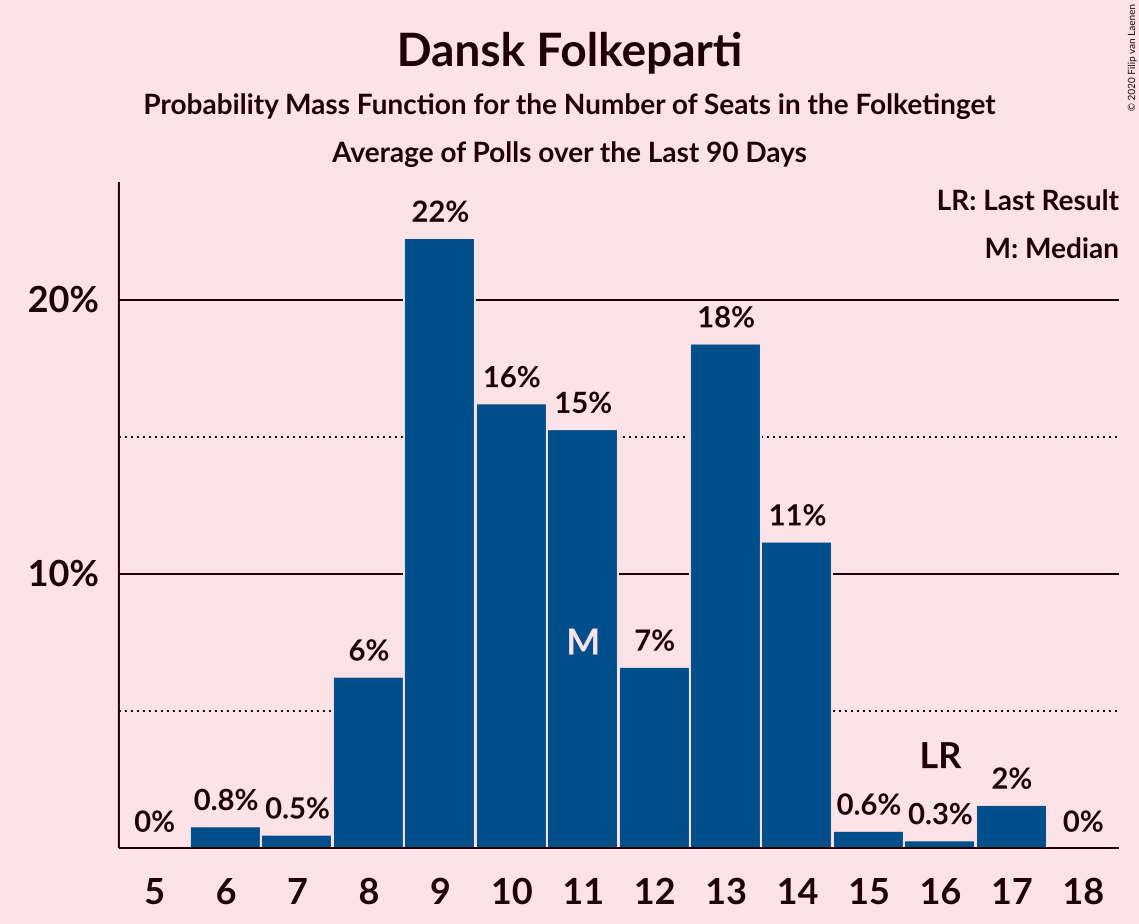 Dansk Folkeparti
Probability Mass Function for the Number of Seats in the Folketinget
Average of Polls over the Last 90 Days
© 2020 Filip van Laenen
LR: Last Result
M: Median
20%
10%
0%
0.8%
0.5%
6%
22%
16%
15%
7%
18%
11%
0.6%
0.3%
2%
0%
M
LR
5 6 7 8 9 10 11 12 13 14 15 16 17 18